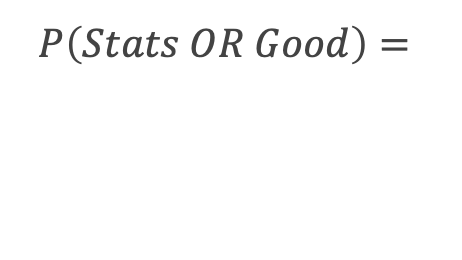 P(Stats OR Good) =